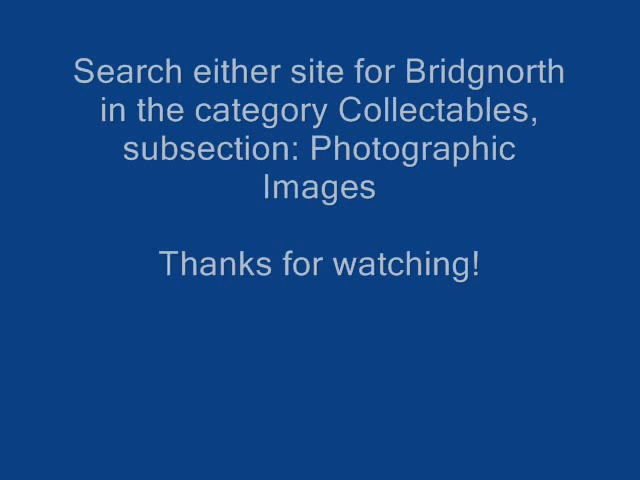 Search either site for Bridgnorth
in the category Collectables,
subsection: Photographic
Images
Thanks for watching!